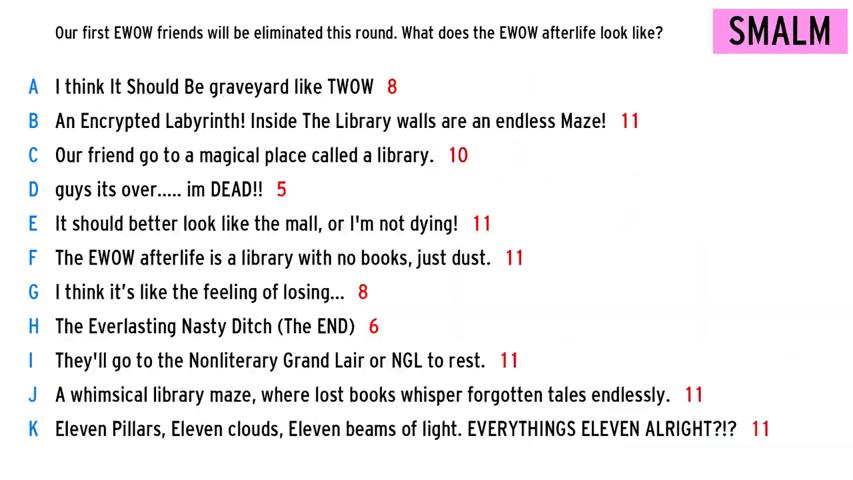 Our first EWOW friends will be eliminated this round. What does the EWOW afterlife look like?
SMALM
A I think It Should Be graveyard like TWOW 8
B An Encrypted Labyrinth! Inside The Library walls are an endless Maze! 11
C Our friend go to a magical place called a library. 10
D guys its over..... im DEAD!! 5
E It should better look like the mall, or I'm not dying! 11
F The EWOW afterlife is a library with no books, just dust. 11
G I think it’s like the feeling of losing... 8
H The Everlasting Nasty Ditch (The END) 6
I They'll go to the Nonliterary Grand Lair or NGL to rest. 11
J A whimsical library maze, where lost books whisper forgotten tales endlessly. 11
K Eleven Pillars, Eleven clouds, Eleven beams of light. EVERYTHINGS ELEVEN ALRIGHT?!? 11